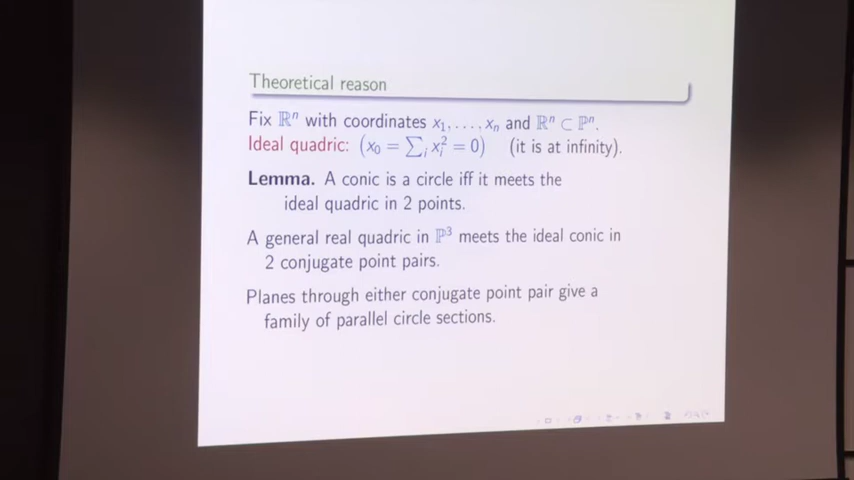 Theoretical reason
Fix ℝⁿ with coordinates x₁, . . . , xₙ and ℝⁿ ⊂ ℙⁿ.
Ideal quadric: (x₀ = ∑ᵢ xᵢ² = 0) (it is at infinity).
Lemma. A conic is a circle iff it meets the
ideal quadric in 2 points.
A general real quadric in ℙ³ meets the ideal conic in
2 conjugate point pairs.
Planes through either conjugate point pair give a
family of parallel circle sections.